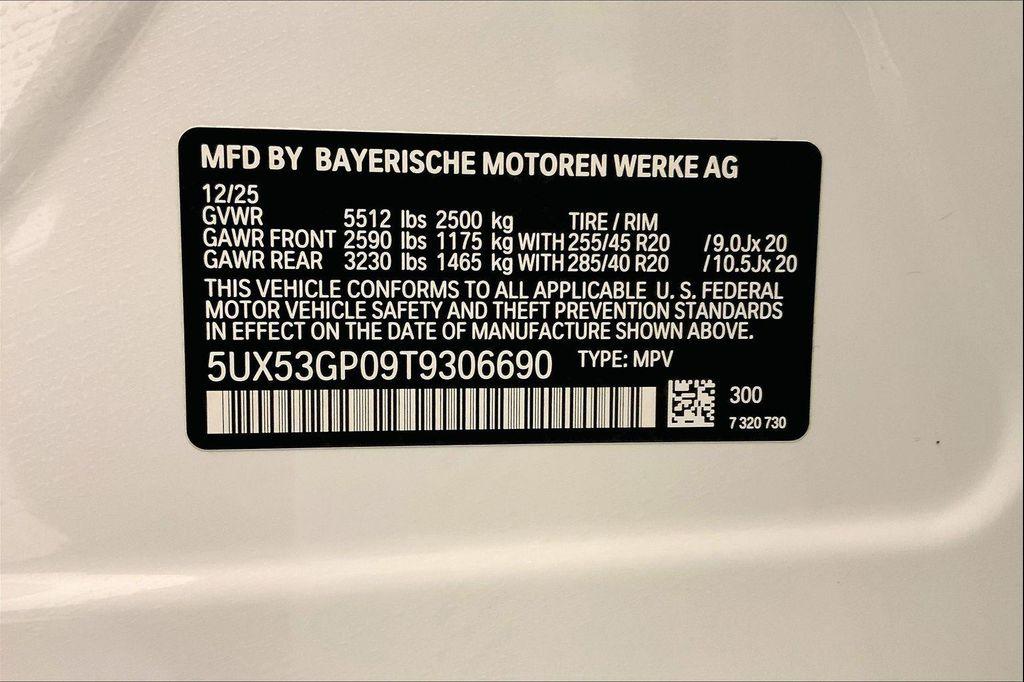 MFD BY BAYERISCHE MOTOREN WERKE AG
12/25
GVWR 5512 lbs 2500 kg TIRE / RIM
GAWR FRONT 2590 lbs 1175 kg WITH 255/45 R20 /9.0Jx 20
GAWR REAR 3230 lbs 1465 kg WITH 285/40 R20 /10.5Jx 20
THIS VEHICLE CONFORMS TO ALL APPLICABLE U. S. FEDERAL
MOTOR VEHICLE SAFETY AND THEFT PREVENTION STANDARDS
IN EFFECT ON THE DATE OF MANUFACTURE SHOWN ABOVE.
5UX53GP09T9306690 TYPE: MPV
300
7 320 730